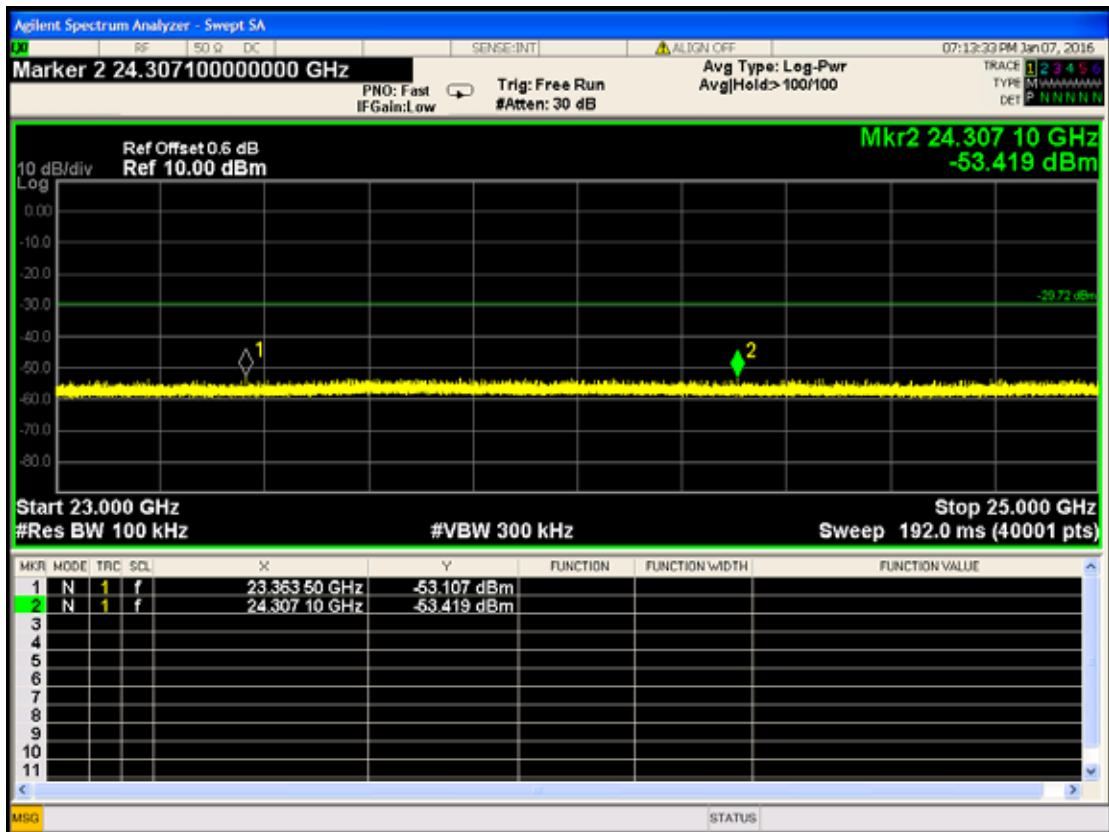 Agilent Spectrum Analyzer - Swept SA
LXI RF 50 Ω DC SENSE:INT ALIGN OFF 07:13:33 PM Jan 07, 2016
Marker 2 24.307100000000 GHz
PNO: Fast Trig: Free Run Avg Type: Log-Pwr TRACE 1 2 3 4 5 6
IFGain:Low #Atten: 30 dB Avg|Hold:> 100/100 TYPE M WWWWW
DET P N N N N N
Mkr2 24.307 10 GHz
-53.419 dBm
Ref Offset 0.6 dB
10 dB/div Ref 10.00 dBm
Log
0.00
-10.0
-20.0
-29.72 dBm
-30.0
-40.0
1 2
-50.0
-60.0
-70.0
-80.0
Start 23.000 GHz Stop 25.000 GHz
#Res BW 100 kHz #VBW 300 kHz Sweep 192.0 ms (40001 pts)
MKR MODE TRC SCL X Y FUNCTION FUNCTION WIDTH FUNCTION VALUE
1 N 1 f 23.363 50 GHz -53.107 dBm
2 N 1 f 24.307 10 GHz -53.419 dBm
3
4
5
6
7
8
9
10
11
MSG STATUS